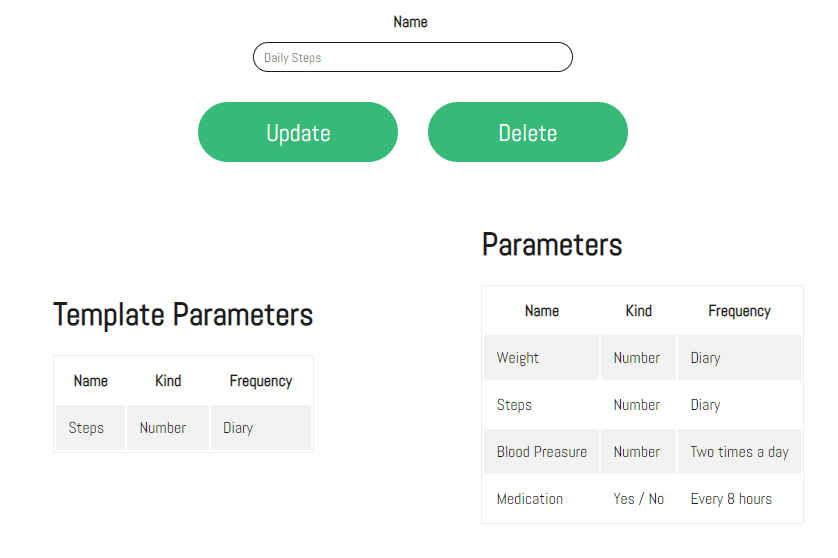 Name
Daily Steps
Update Delete
Template Parameters
Name Kind Frequency
Steps Number Diary
Parameters
Name Kind Frequency
Weight Number Diary
Steps Number Diary
Blood Preasure Number Two times a day
Medication Yes / No Every 8 hours